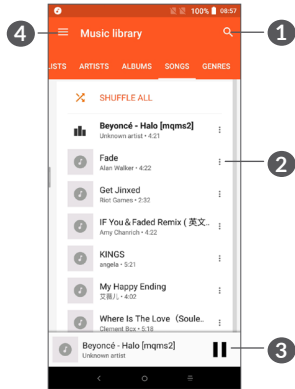 100% 08:57
4
Music library
1
ISTS ARTISTS ALBUMS SONGS GENRES
SHUFFLE ALL
Beyoncé - Halo [mqms2]
Unknown artist • 4:21
Fade
Alan Walker • 4:22
2
Get Jinxed
Riot Games • 2:32
IF You & Faded Remix ( 英文..
Amy Chanrich • 4:22
KINGS
angela • 5:21
My Happy Ending
艾薇儿 • 4:02
Where Is The Love（Soule..
Clement Bcx • 5:18
Beyoncé - Halo [mqms2]
Unknown artist
3